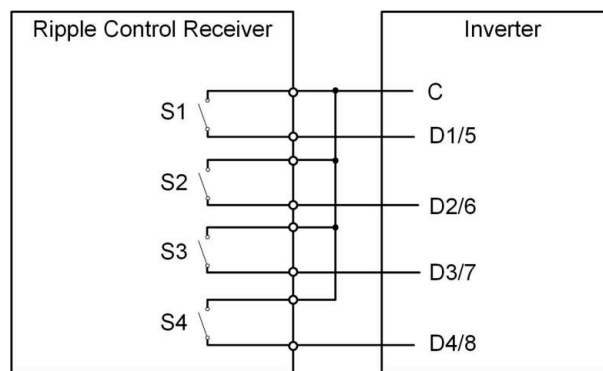 Ripple Control Receiver
Inverter
C
S1
D1/5
S2
D2/6
S3
D3/7
S4
D4/8